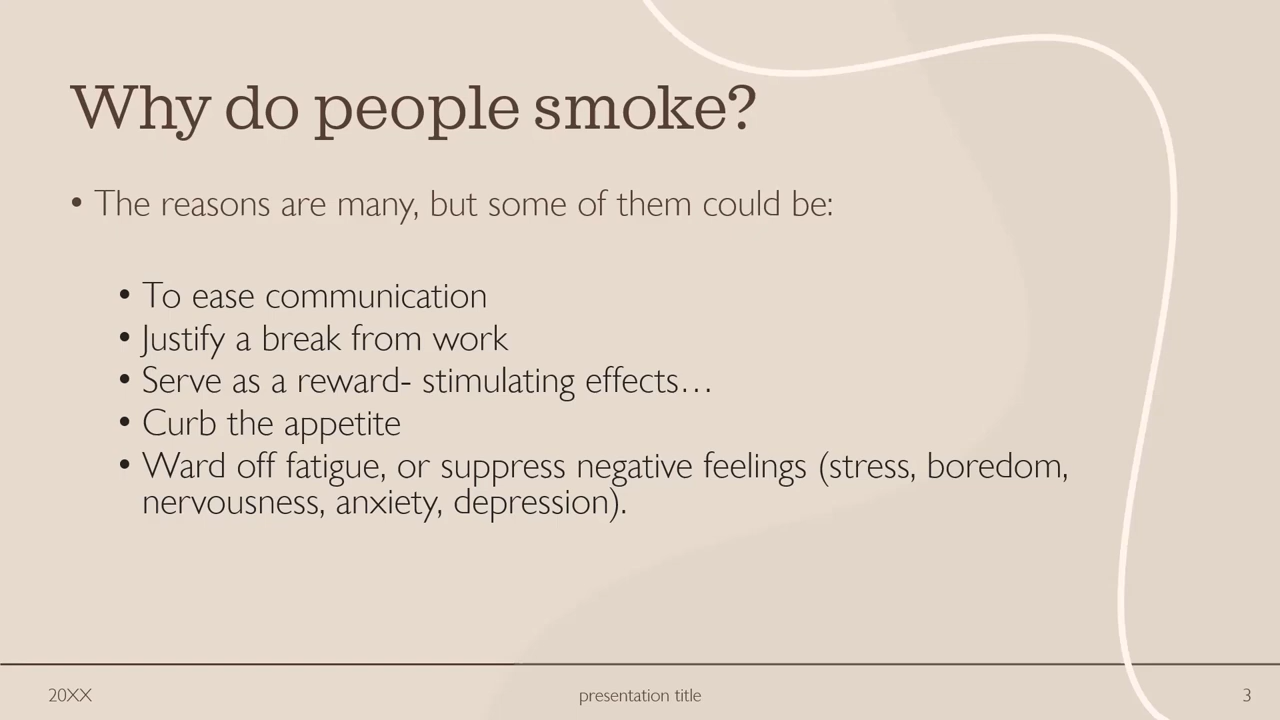 Why do people smoke?
• The reasons are many, but some of them could be:
• To ease communication
• Justify a break from work
• Serve as a reward- stimulating effects…
• Curb the appetite
• Ward off fatigue, or suppress negative feelings (stress, boredom,
nervousness, anxiety, depression).
20XX
presentation title
3